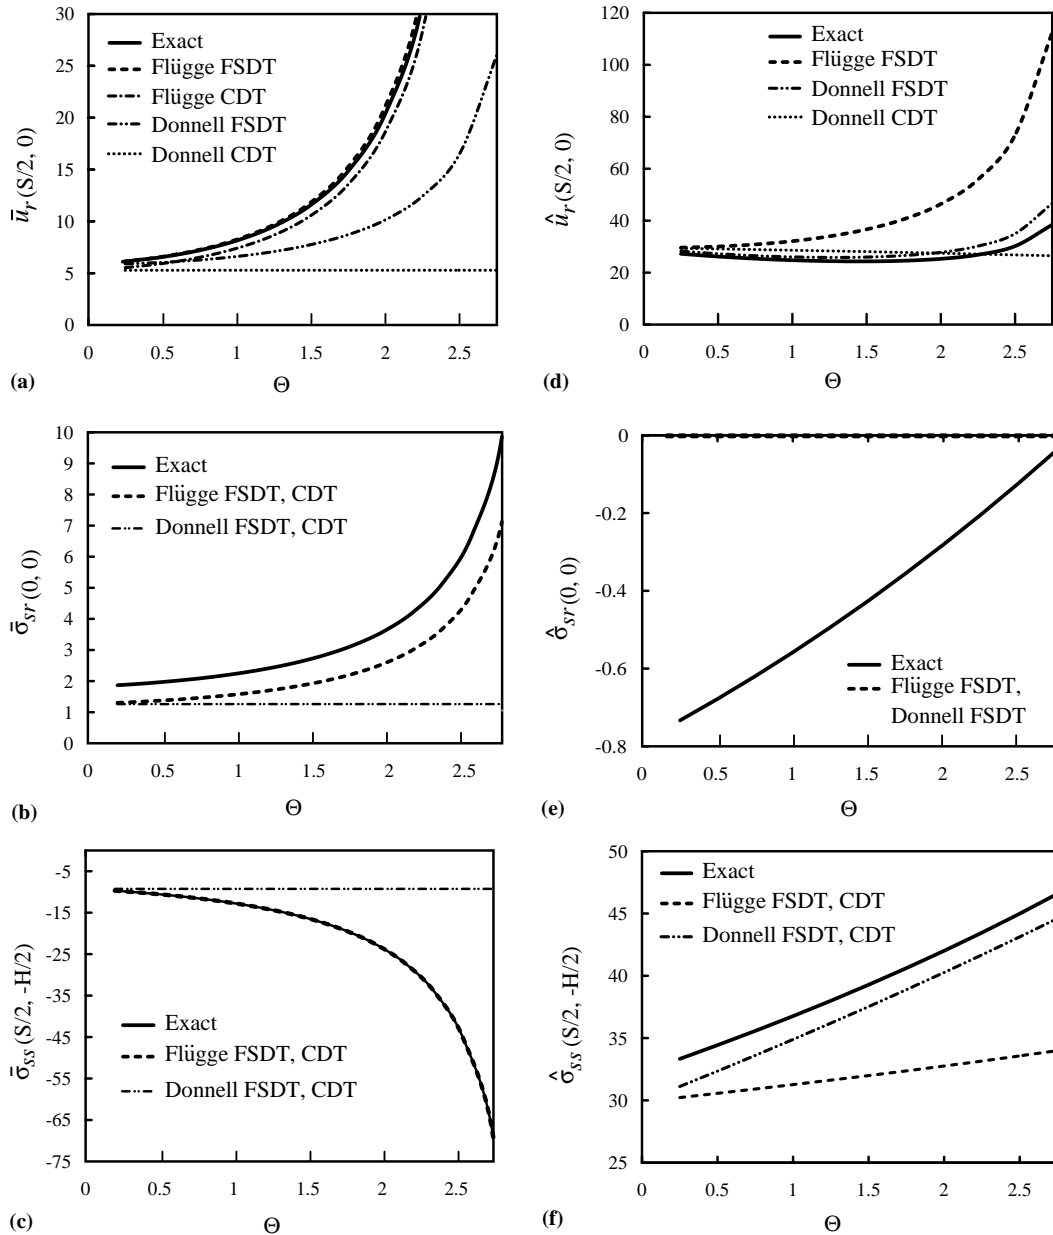 30
25
20
15
10
5
0
ū_r (S/2, 0)
Exact
Flügge FSDT
Flügge CDT
Donnell FSDT
Donnell CDT
0 0.5 1 1.5 2 2.5
(a)
Θ
120
100
80
60
40
20
0
û_r (S/2, 0)
Exact
Flügge FSDT
Donnell FSDT
Donnell CDT
0 0.5 1 1.5 2 2.5
(d)
Θ
10
9
8
7
6
5
4
3
2
1
0
σ̄_sr (0, 0)
Exact
Flügge FSDT, CDT
Donnell FSDT, CDT
0 0.5 1 1.5 2 2.5
(b)
Θ
0
-0.2
-0.4
-0.6
-0.8
σ̂_sr (0, 0)
Exact
Flügge FSDT,
Donnell FSDT
0 0.5 1 1.5 2 2.5
(e)
Θ
-5
-15
-25
-35
-45
-55
-65
-75
σ̄_ss (S/2, -H/2)
Exact
Flügge FSDT, CDT
Donnell FSDT, CDT
0 0.5 1 1.5 2 2.5
(c)
Θ
50
45
40
35
30
25
σ̂_ss (S/2, -H/2)
Exact
Flügge FSDT, CDT
Donnell FSDT, CDT
0 0.5 1 1.5 2 2.5
(f)
Θ